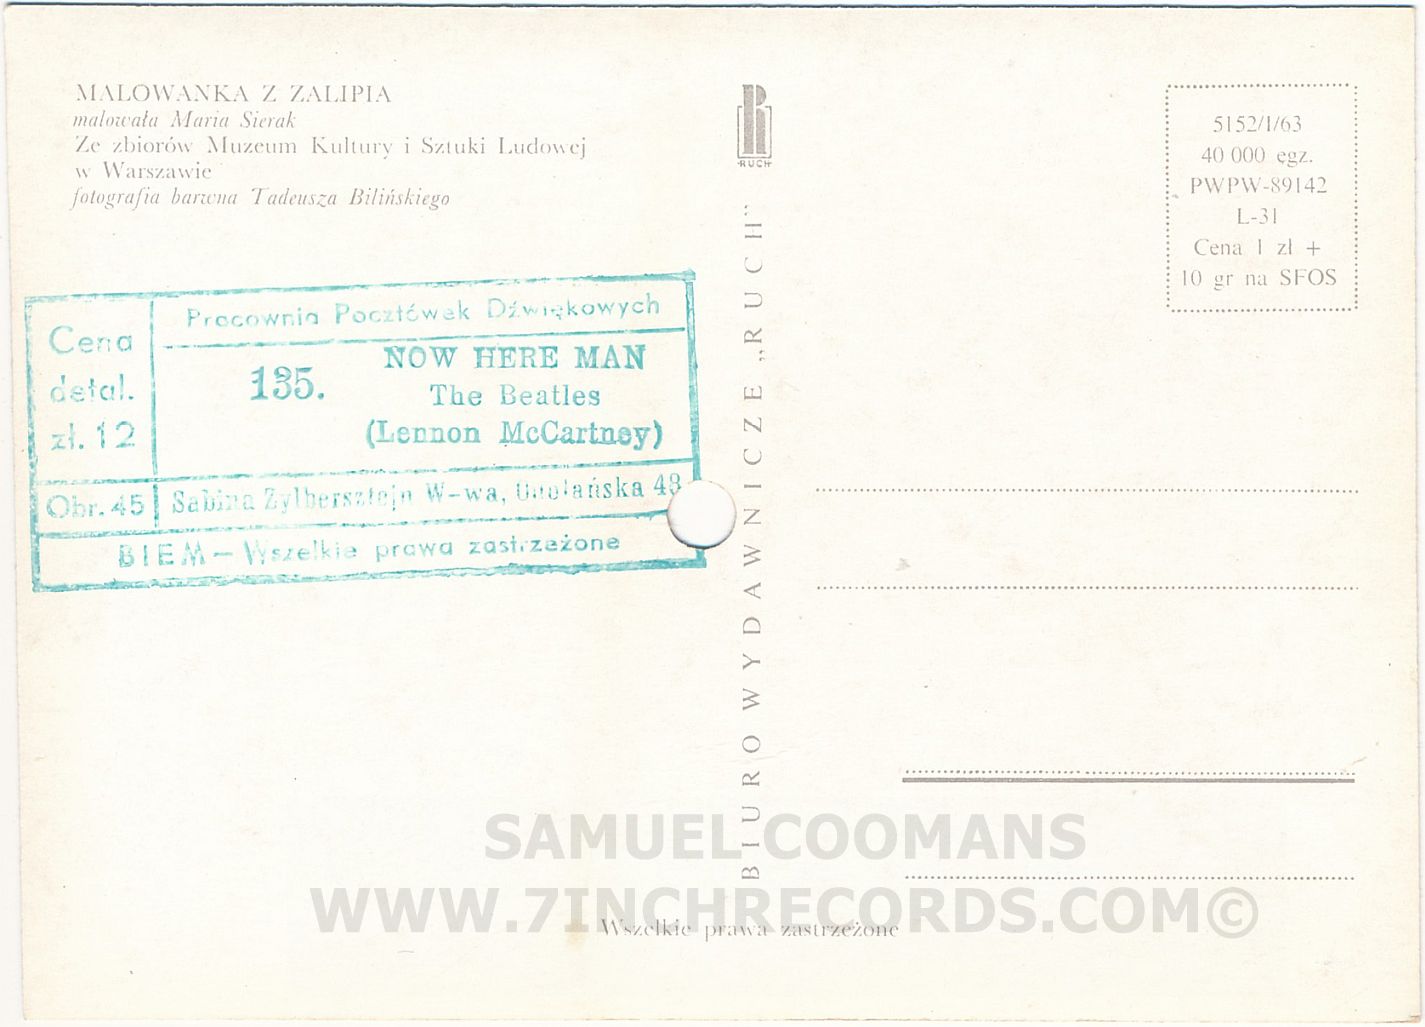 MALOWANKA Z ZALIPIA
malowała Maria Sierak
Ze zbiorów Muzeum Kultury i Sztuki Ludowej
w Warszawie
fotografia barwna Tadeusza Bilińskiego
RUCH
BIURO WYDAWNICZE „RUCH”
5152/I/63
40 000 egz.
PWPW-89142
L-31
Cena 1 zł +
10 gr na SFOS
Cena
detal.
zł. 12
Pracownia Pocztówek Dźwiękowych
135.
NOW HERE MAN
The Beatles
(Lennon McCartney)
Obr. 45
Sabina Zylbersztejn W-wa, 48
BIEM — Wszelkie prawa zastrzeżone
SAMUEL COOMANS
WWW.7INCHRECORDS.COM©
Wszelkie prawa zastrzeżone